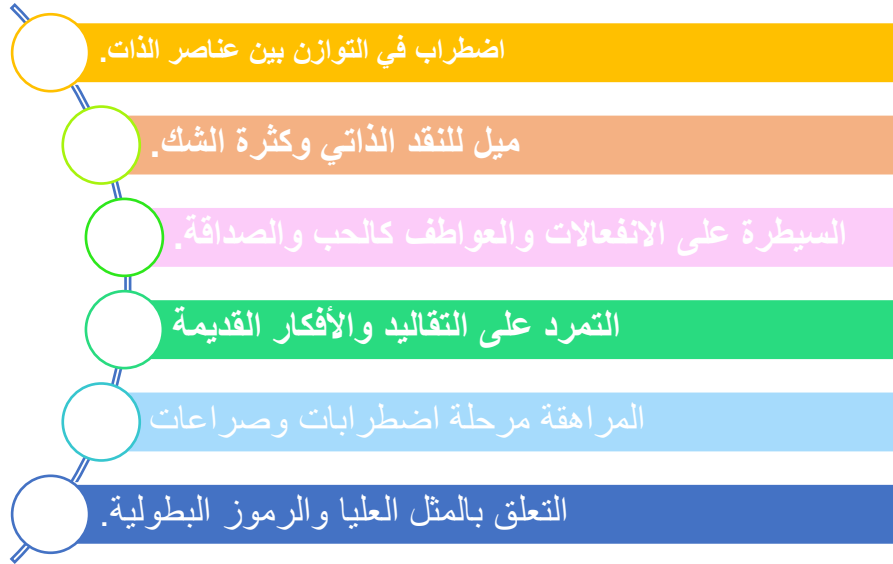 اضطراب في التوازن بين عناصر الذات.
ميل للنقد الذاتي وكثرة الشك.
السيطرة على الانفعالات والعواطف كالحب والصداقة.
التمرد على التقاليد والأفكار القديمة
المراهقة مرحلة اضطرابات وصراعات
التعلق بالمثل العليا والرموز البطولية.